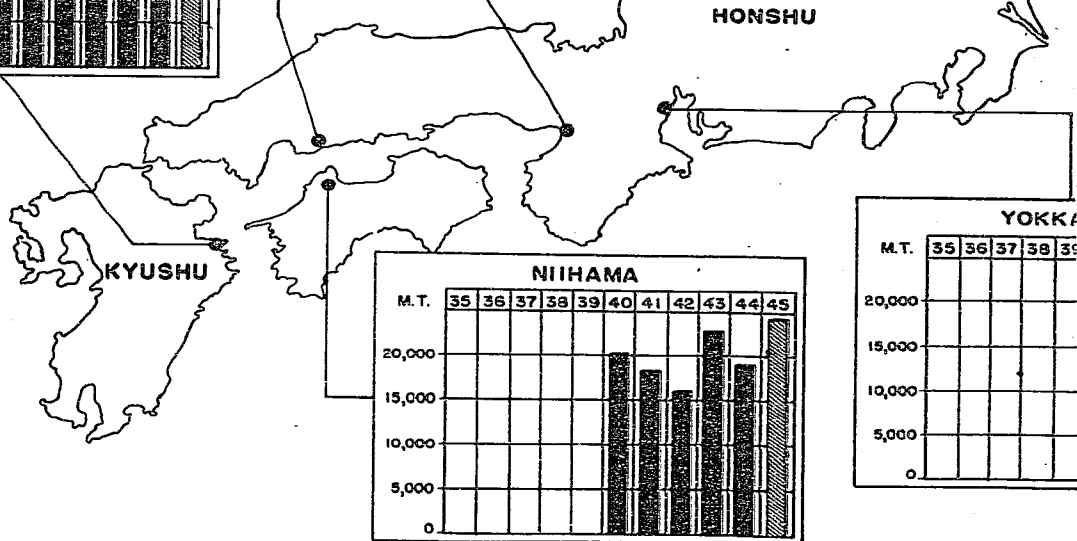 HONSHU
KYUSHU
NIIHAMA
M.T. 35 36 37 38 39 40 41 42 43 44 45
20,000
15,000
10,000
5,000
0
YOKKA
M.T. 35 36 37 38 39
20,000
15,000
10,000
5,000
0